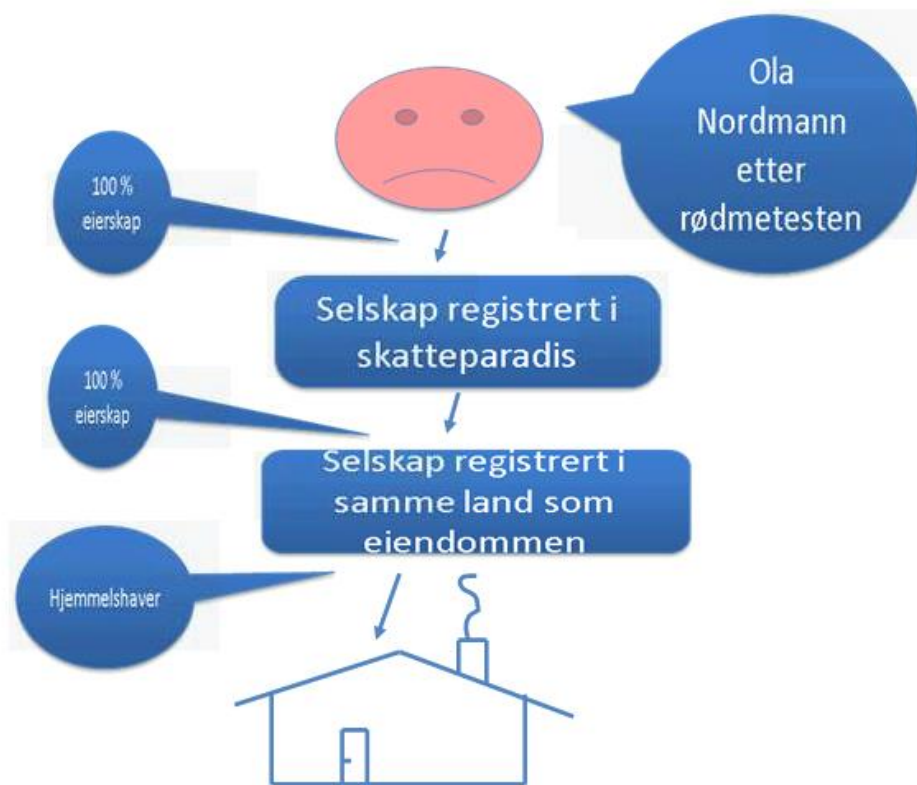 Ola
Nordmann
etter
rødmetesten
100 %
eierskap
Selskap registrert i
skatteparadis
100 %
eierskap
Selskap registrert i
samme land som
eiendommen
Hjemmelshaver